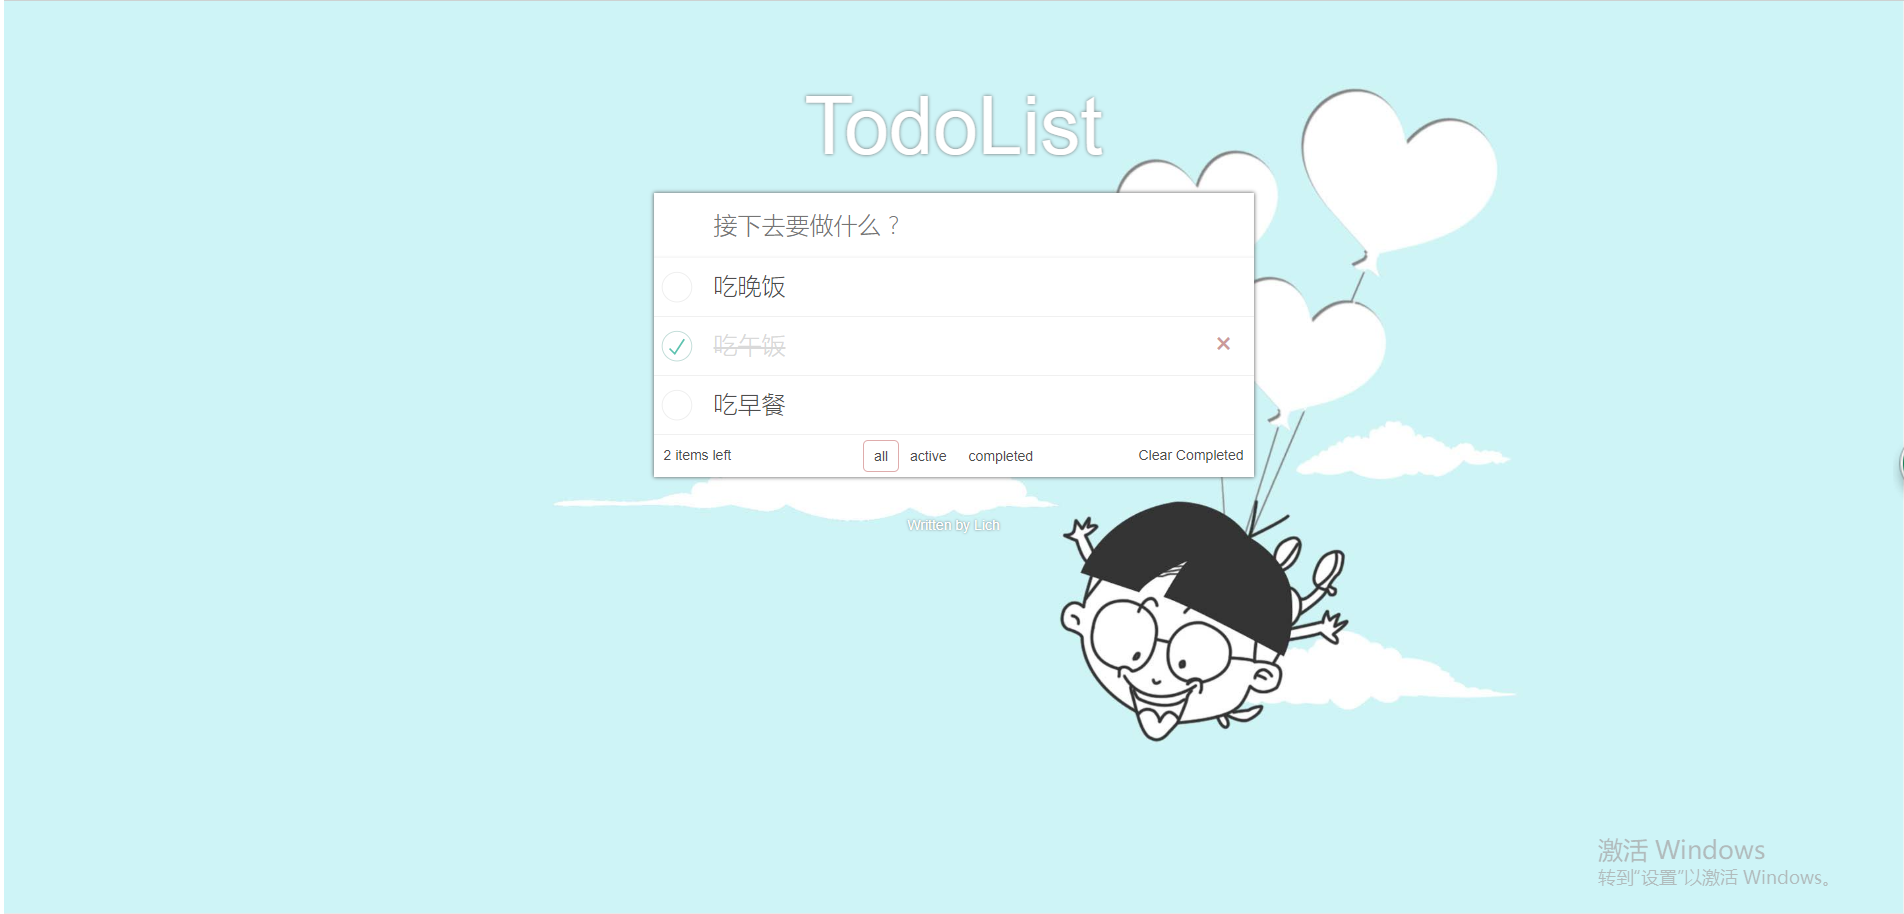 TodoList
接下去要做什么？
吃晚饭
吃午饭
×
吃早餐
2 items left all active completed Clear Completed
Written by Lich
激活 Windows
转到"设置"以激活 Windows。